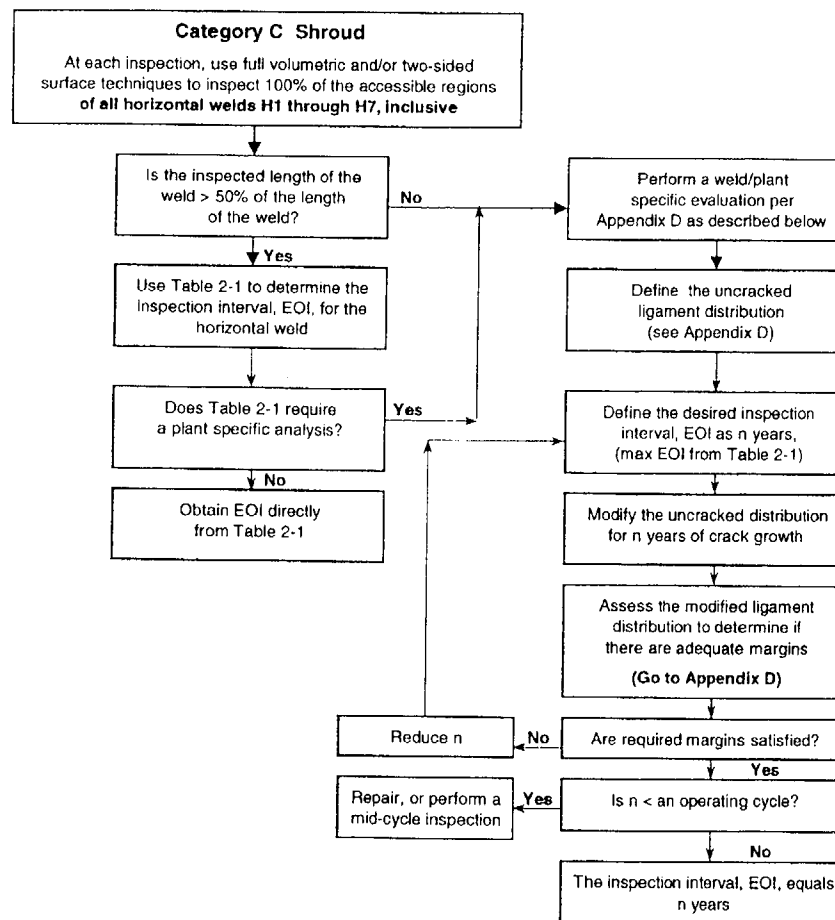 Category C Shroud
At each inspection, use full volumetric and/or two-sided
surface techniques to inspect 100% of the accessible regions
of all horizontal welds H1 through H7, inclusive
Is the inspected length of the
weld > 50% of the length
of the weld?
No
Yes
Use Table 2-1 to determine the
Inspection interval, EOI, for the
horizontal weld
Does Table 2-1 require
a plant specific analysis?
Yes
No
Obtain EOI directly
from Table 2-1
Perform a weld/plant
specific evaluation per
Appendix D as described below
Define the uncracked
ligament distribution
(see Appendix D)
Define the desired inspection
interval, EOI as n years,
(max EOI from Table 2-1)
Modify the uncracked distribution
for n years of crack growth
Assess the modified ligament
distribution to determine if
there are adequate margins
(Go to Appendix D)
Are required margins satisfied?
No
Reduce n
Yes
Is n < an operating cycle?
Yes
Repair, or perform a
mid-cycle inspection
No
The inspection interval, EOI, equals
n years